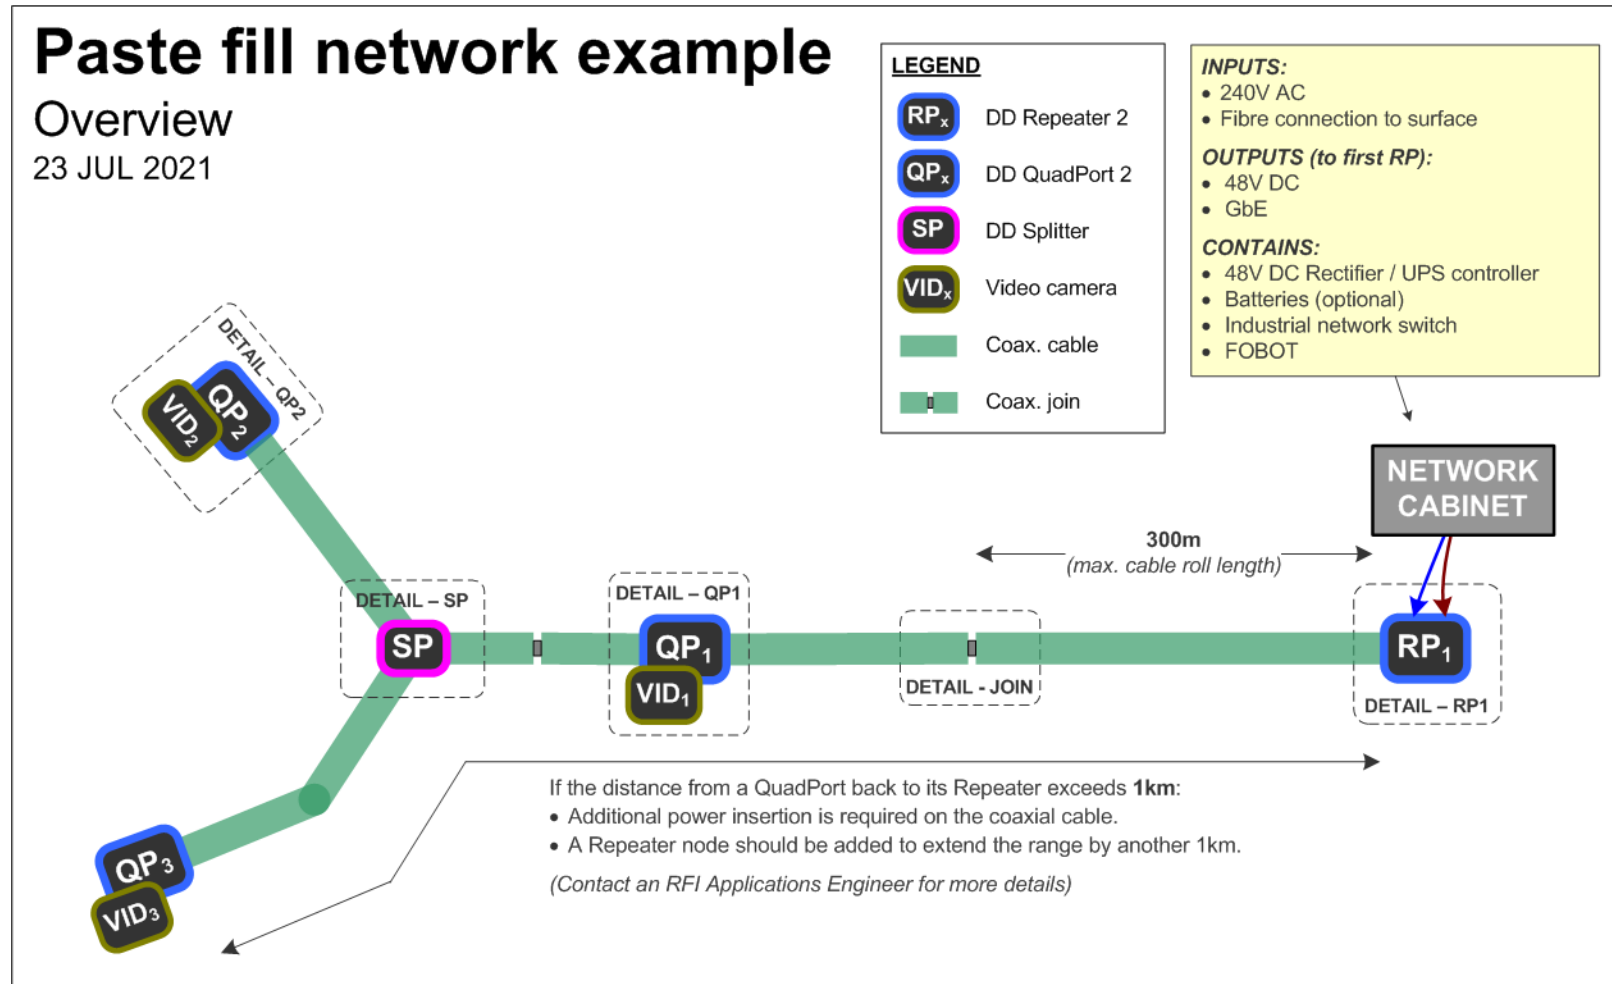 Paste fill network example
Overview
23 JUL 2021
LEGEND
RPx DD Repeater 2
QPx DD QuadPort 2
SP DD Splitter
VIDx Video camera
Coax. cable
Coax. join
INPUTS:
• 240V AC
• Fibre connection to surface
OUTPUTS (to first RP):
• 48V DC
• GbE
CONTAINS:
• 48V DC Rectifier / UPS controller
• Batteries (optional)
• Industrial network switch
• FOBOT
NETWORK
CABINET
300m
(max. cable roll length)
DETAIL – QP2
QP2
VID2
DETAIL – SP
SP
DETAIL – QP1
QP1
VID1
DETAIL - JOIN
RP1
DETAIL – RP1
QP3
VID3
If the distance from a QuadPort back to its Repeater exceeds 1km:
• Additional power insertion is required on the coaxial cable.
• A Repeater node should be added to extend the range by another 1km.
(Contact an RFI Applications Engineer for more details)